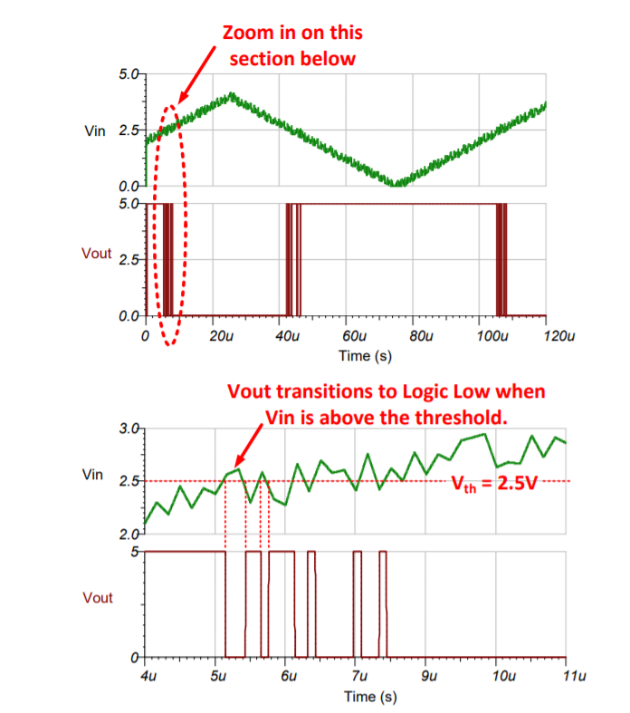 Zoom in on this
section below
5.0
Vin 2.5
0.0
5.0
Vout 2.5
0.0
0 20u 40u 60u 80u 100u 120u
Time (s)
Vout transitions to Logic Low when
Vin is above the threshold.
3.0
Vin 2.5
Vth = 2.5V
2.0
5
Vout
0
4u 5u 6u 7u 9u 10u 11u
Time (s)